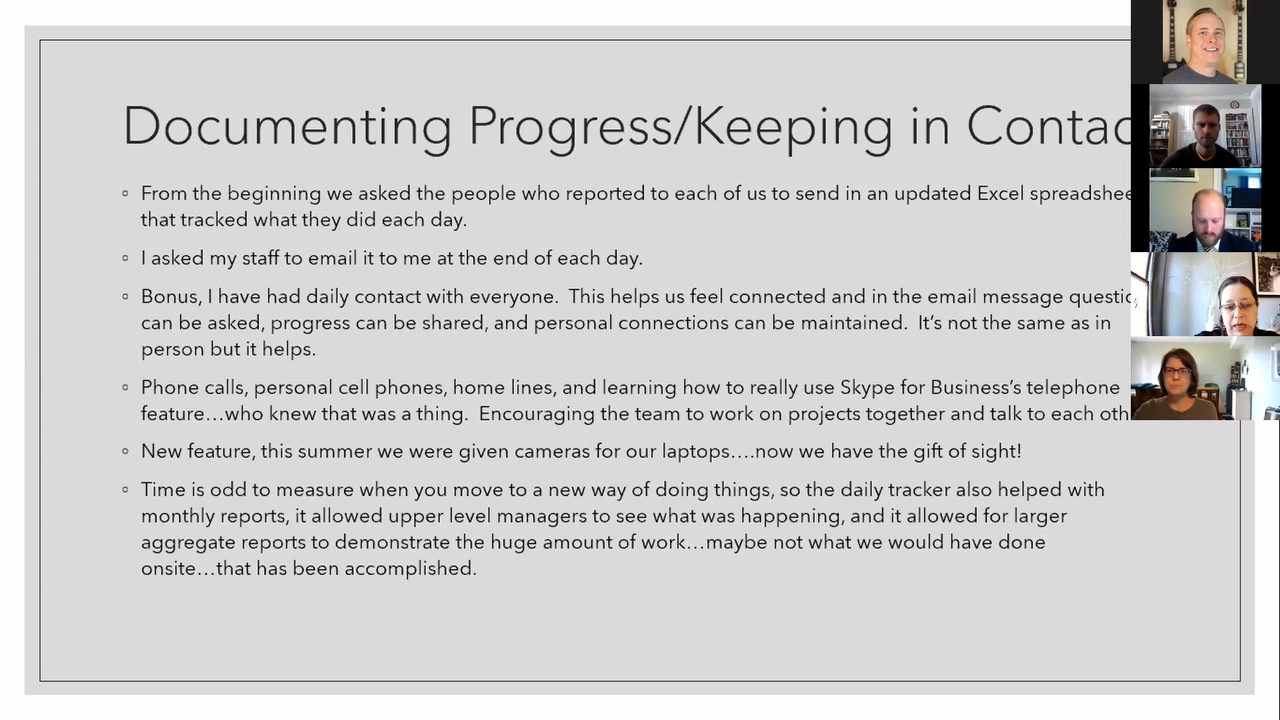 Documenting Progress/Keeping in Contac
From the beginning we asked the people who reported to each of us to send in an updated Excel spreadshee
that tracked what they did each day.
I asked my staff to email it to me at the end of each day.
Bonus, I have had daily contact with everyone.  This helps us feel connected and in the email message questio
can be asked, progress can be shared, and personal connections can be maintained.  It's not the same as in
person but it helps.
Phone calls, personal cell phones, home lines, and learning how to really use Skype for Business's telephone
feature…who knew that was a thing.  Encouraging the team to work on projects together and talk to each oth
New feature, this summer we were given cameras for our laptops….now we have the gift of sight!
Time is odd to measure when you move to a new way of doing things, so the daily tracker also helped with
monthly reports, it allowed upper level managers to see what was happening, and it allowed for larger
aggregate reports to demonstrate the huge amount of work…maybe not what we would have done
onsite…that has been accomplished.